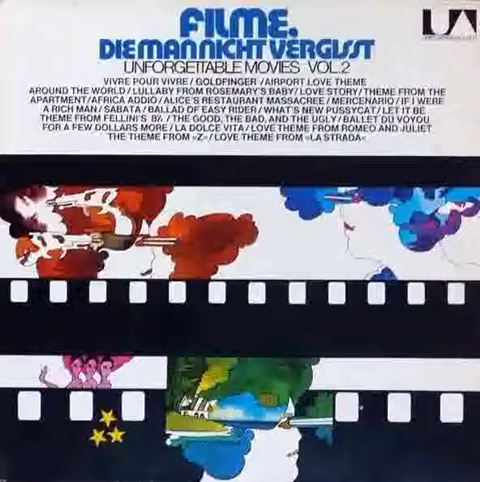 FILME,
DIE MAN NICHT VERGISST
UNFORGETTABLE MOVIES VOL.2
VIVRE POUR VIVRE / GOLDFINGER / AIRPORT LOVE THEME
AROUND THE WORLD / LULLABY FROM ROSEMARY'S BABY / LOVE STORY / THEME FROM THE
APARTMENT / AFRICA ADDIO / ALICE'S RESTAURANT MASSACREE / MERCENARIO / IF I WERE
A RICH MAN / SABATA / BALLAD OF EASY RIDER / WHAT'S NEW PUSSYCAT / LET IT BE
THEME FROM FELLINI'S 8½ / THE GOOD, THE BAD, AND THE UGLY / BALLET DU VOYOU
FOR A FEW DOLLARS MORE / LA DOLCE VITA / LOVE THEME FROM ROMEO AND JULIET
THE THEME FROM »Z« / LOVE THEME FROM »LA STRADA«